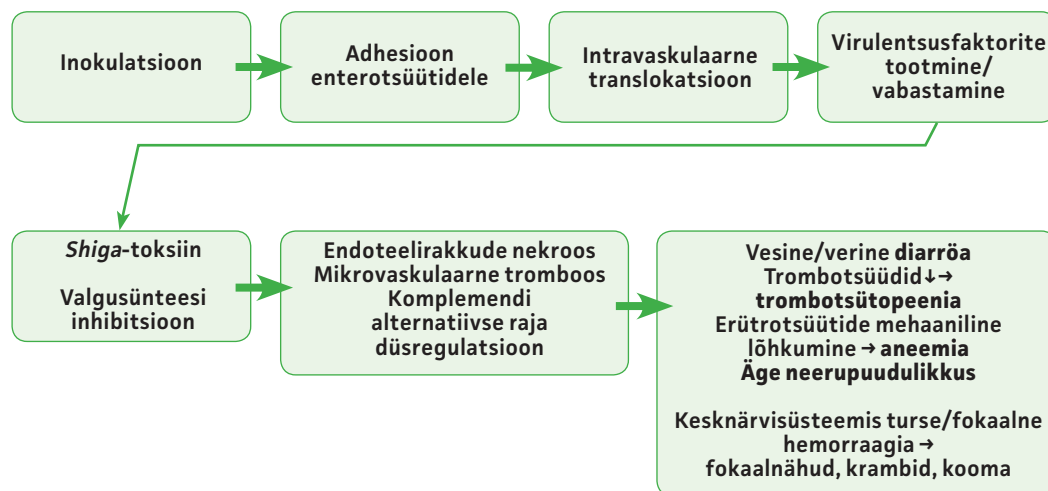 Inokulatsioon
Adhesioon
enterotsüütidele
Intravaskulaarne
translokatsioon
Virulentsusfaktorite
tootmine/
vabastamine
Shiga-toksiin
Valgusünteesi
inhibitsioon
Endoteelirakkude nekroos
Mikrovaskulaarne tromboos
Komplemendi
alternatiivse raja
düsregulatsioon
Vesine/verine diarröa
Trombotsüüdid↓→
trombotsütopeenia
Erütrotsüütide mehaaniline
lõhkumine → aneemia
Äge neerupuudulikkus
Kesknärvisüsteemis turse/fokaalne
hemorraagia →
fokaalnähud, krambid, kooma